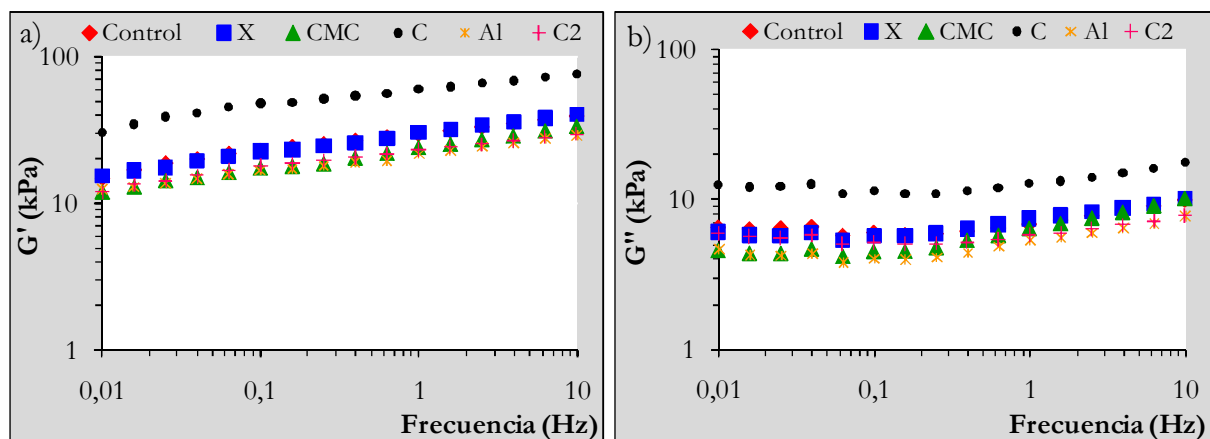 a) Control X CMC C Al C2
100
10
1
G' (kPa)
0,01 0,1 1 10
Frecuencia (Hz)
b) Control X CMC C Al C2
100
10
1
G'' (kPa)
0,01 0,1 1 10
Frecuencia (Hz)